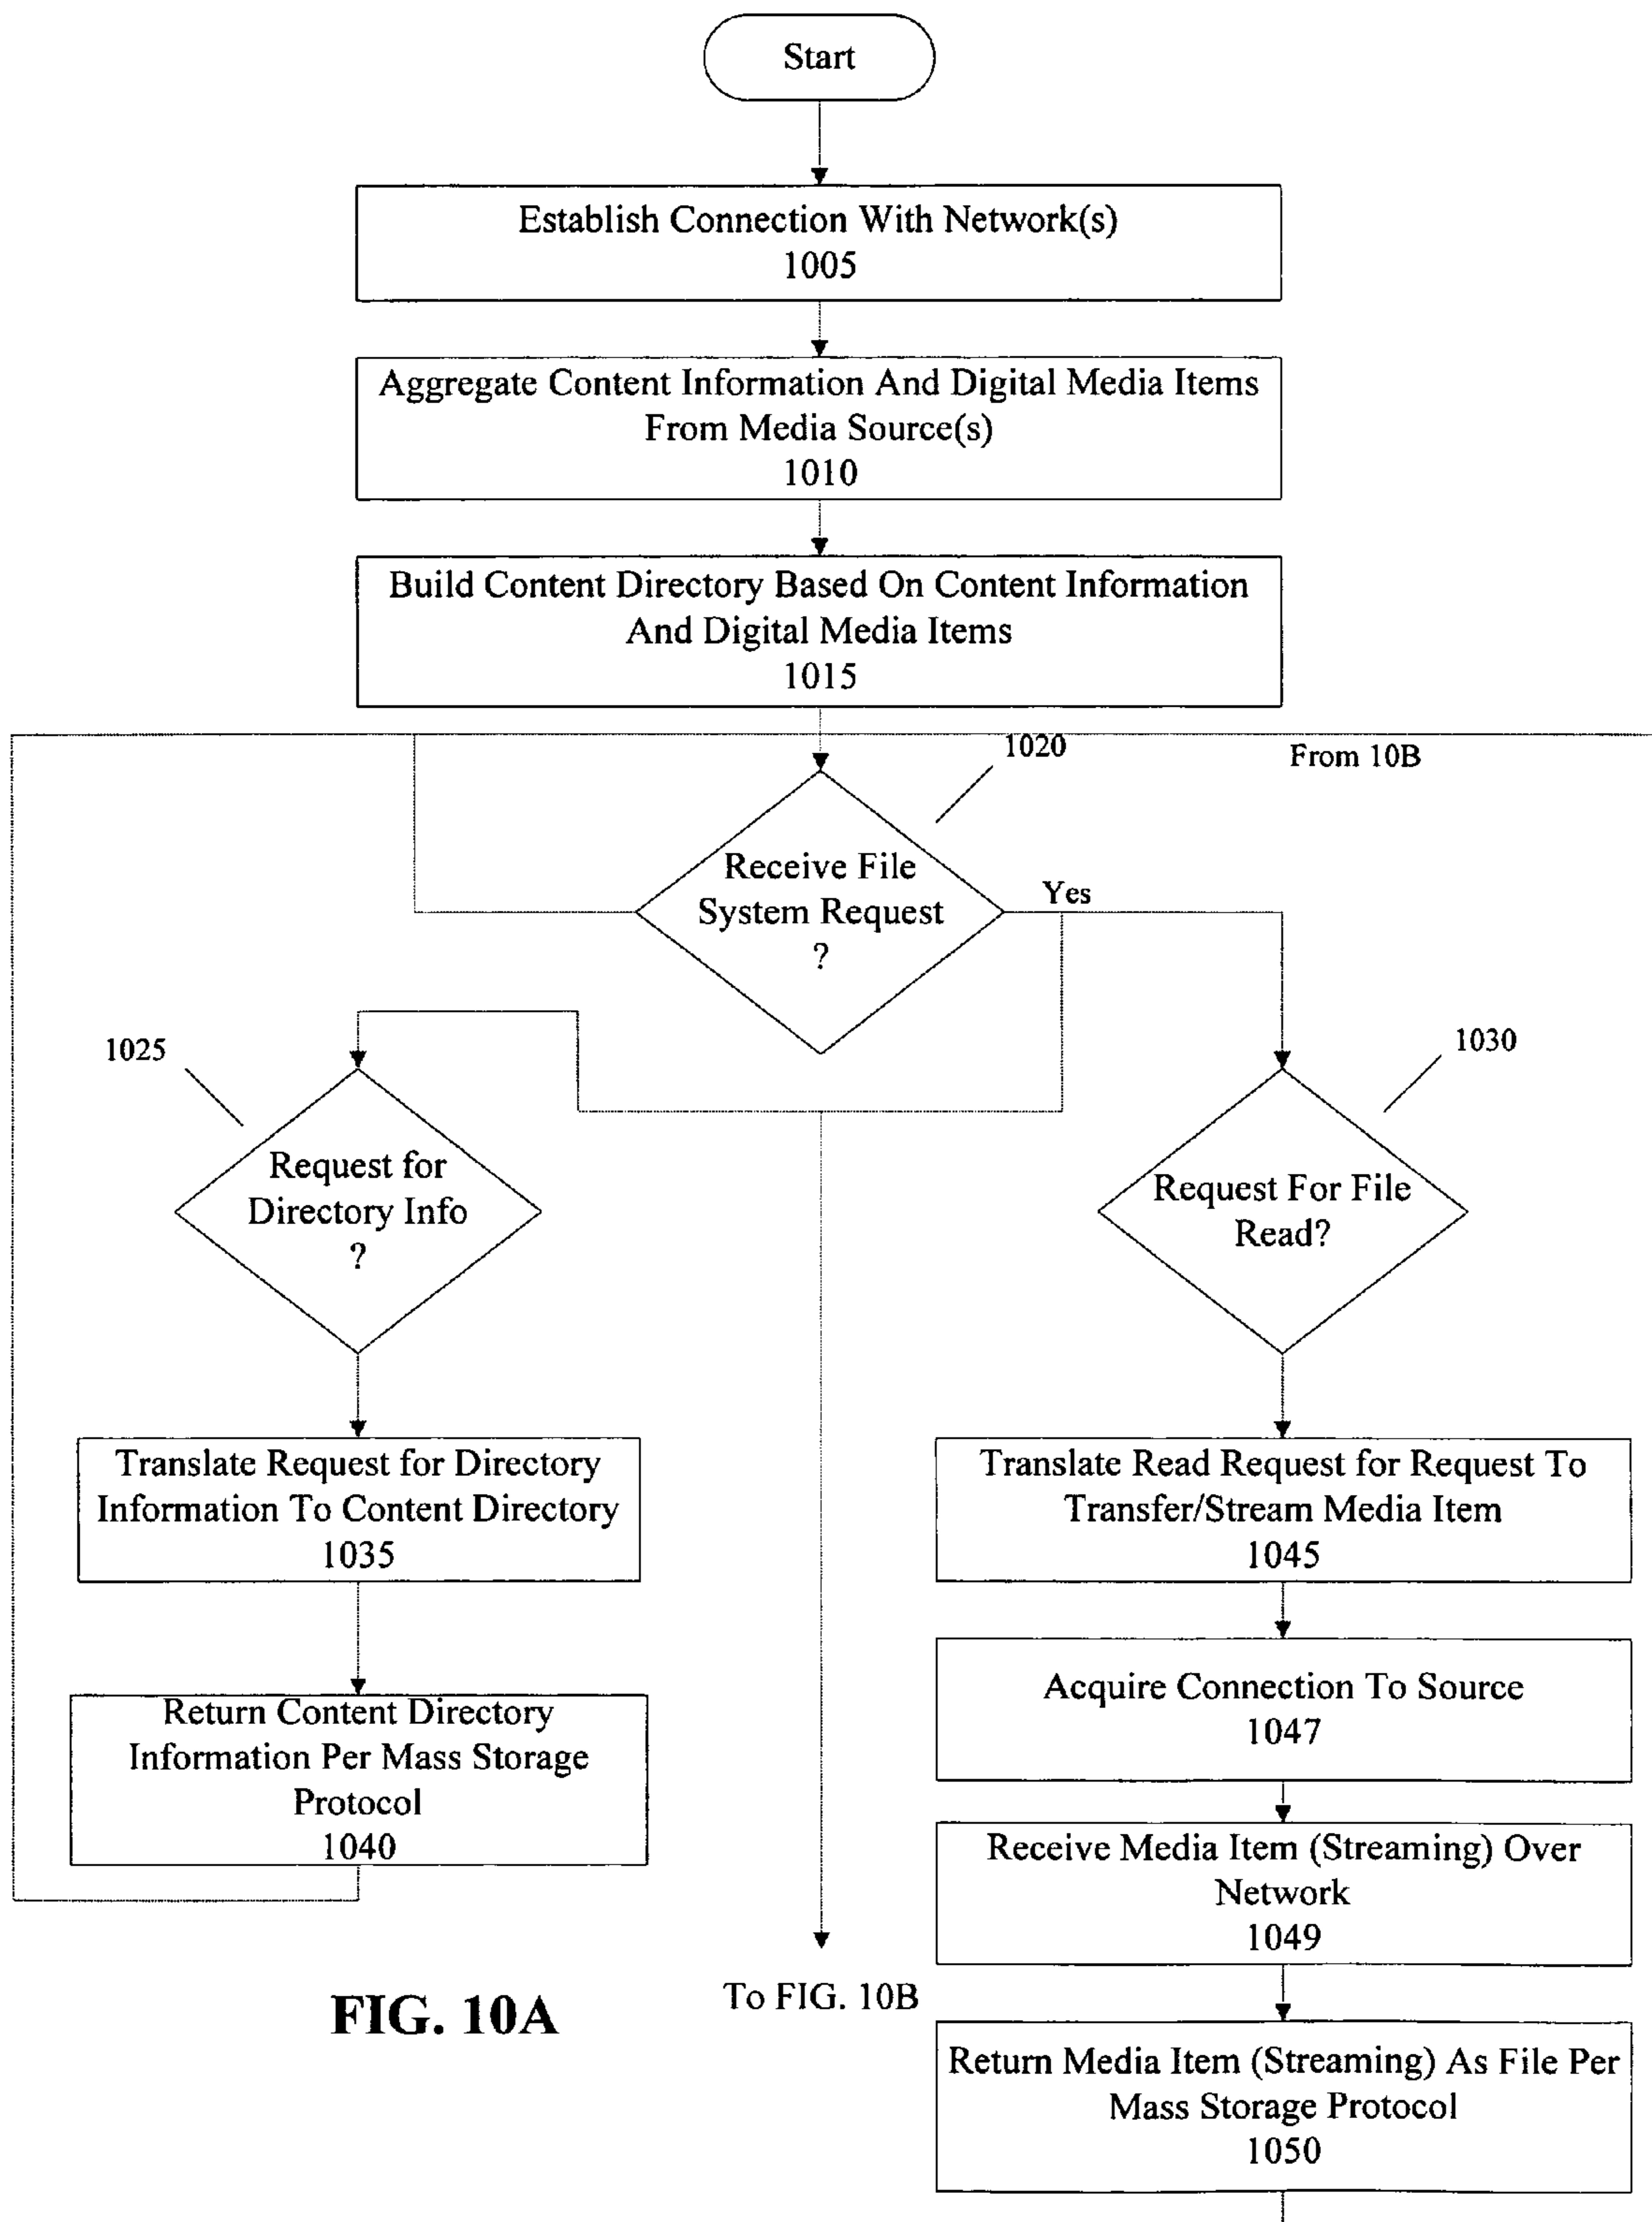 Start
Establish Connection With Network(s)
1005
Aggregate Content Information And Digital Media Items
From Media Source(s)
1010
Build Content Directory Based On Content Information
And Digital Media Items
1015
1020
From 10B
Receive File
System Request
?
Yes
1025
1030
Request for
Directory Info
?
Request For File
Read?
Translate Request for Directory
Information To Content Directory
1035
Translate Read Request for Request To
Transfer/Stream Media Item
1045
Return Content Directory
Information Per Mass Storage
Protocol
1040
Acquire Connection To Source
1047
Receive Media Item (Streaming) Over
Network
1049
FIG. 10A
To FIG. 10B
Return Media Item (Streaming) As File Per
Mass Storage Protocol
1050